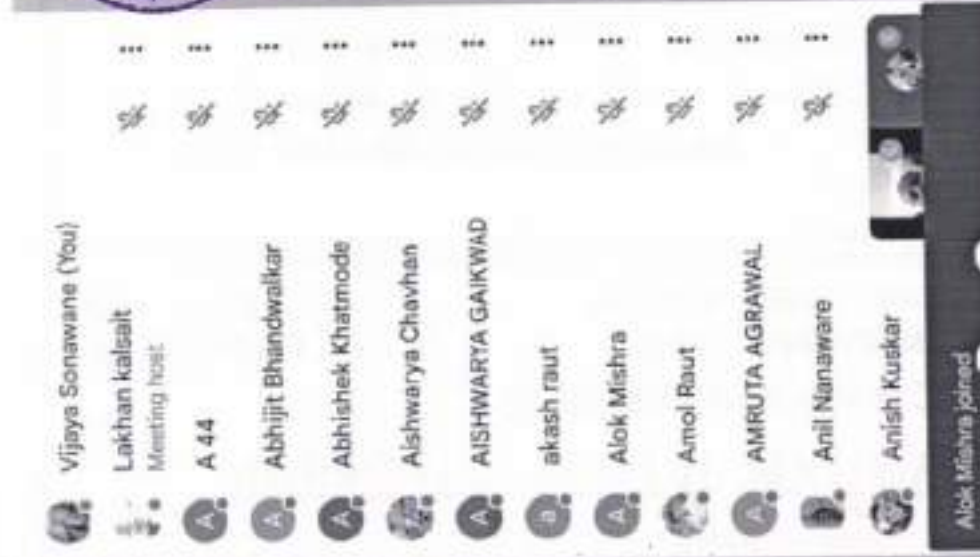 Vijaya Sonawane (You)
Lakhan kalsait
Meeting host
A 44
Abhijit Bhandwalkar
Abhishek Khatmode
Aishwarya Chavhan
AISHWARYA GAIKWAD
akash raut
Alok Mishra
Amol Raut
AMRUTA AGRAWAL
Anil Nanaware
Anish Kuskar
Alok Mishra joined